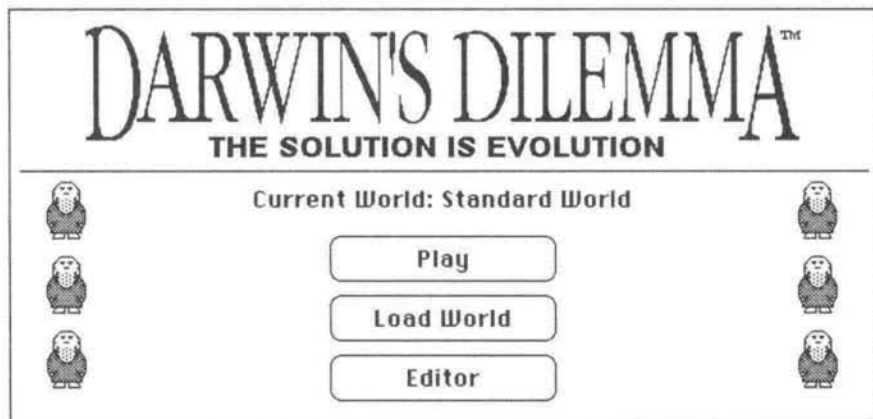 DARWIN'S DILEMMA™
THE SOLUTION IS EVOLUTION
Current World: Standard World
Play
Load World
Editor